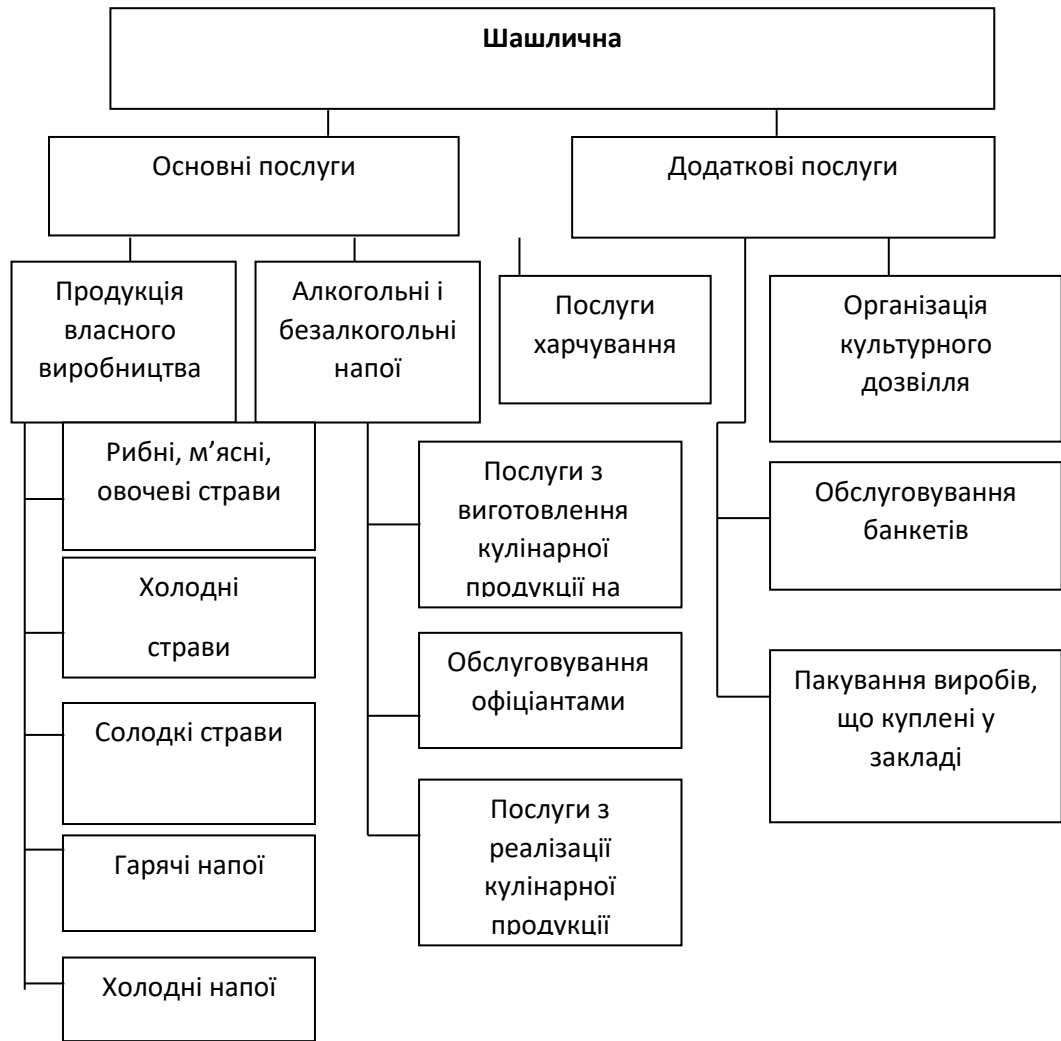 Шашлична
Основні послуги
Додаткові послуги
Продукція
власного
виробництва
Алкогольні і
безалкогольні
напої
Послуги
харчування
Організація
культурного
дозвілля
Рибні, м’ясні,
овочеві страви
Холодні
страви
Солодкі страви
Гарячі напої
Холодні напої
Послуги з
виготовлення
кулінарної
продукції на
Обслуговування
офіціантами
Послуги з
реалізації
кулінарної
продукції
Обслуговування
банкетів
Пакування виробів,
що куплені у
закладі